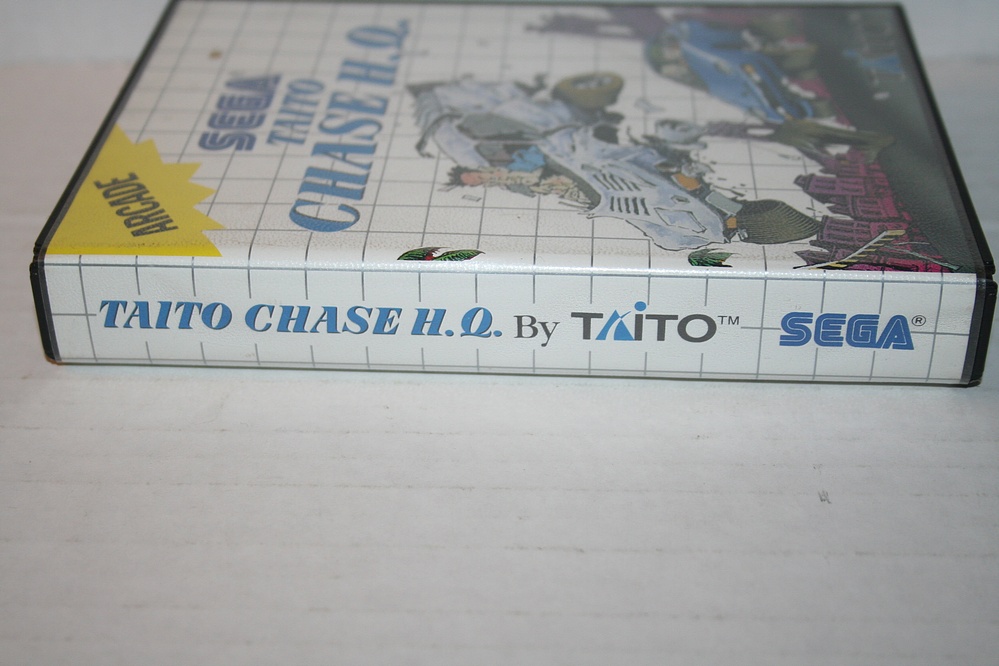 SEGA
TAITO
CHASE H.Q.
ARCADE
TAITO CHASE H.Q. By TAITO™ SEGA®